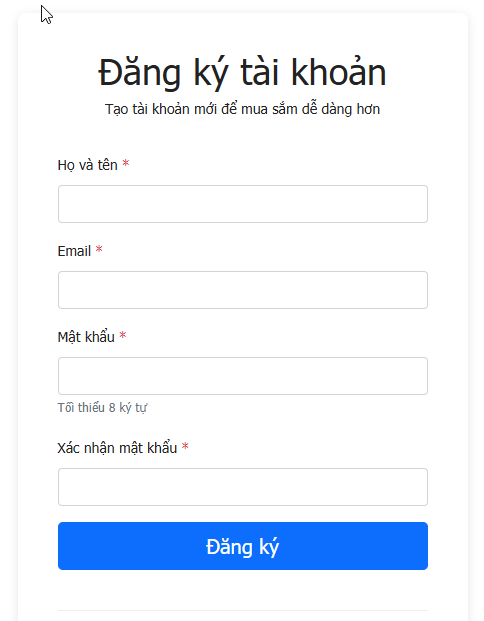 Đăng ký tài khoản
Tạo tài khoản mới để mua sắm dễ dàng hơn
Họ và tên *
Email *
Mật khẩu *
Tối thiểu 8 ký tự
Xác nhận mật khẩu *
Đăng ký